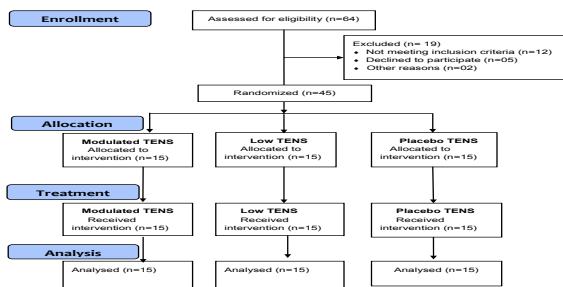 Enrollment
Assessed for eligibility (n=64)
Excluded (n= 19)
♦ Not meeting inclusion criteria (n=12)
♦ Declined to participate (n=05)
♦ Other reasons (n=02)
Randomized (n=45)
Allocation
Modulated TENS
Allocated to
intervention (n=15)
Low TENS
Allocated to
intervention (n=15)
Placebo TENS
Allocated to
intervention (n=15)
Treatment
Modulated TENS
Received
intervention (n=15)
Low TENS
Received
intervention (n=15)
Placebo TENS
Received
intervention (n=15)
Analysis
Analysed (n=15)
Analysed (n=15)
Analysed (n=15)